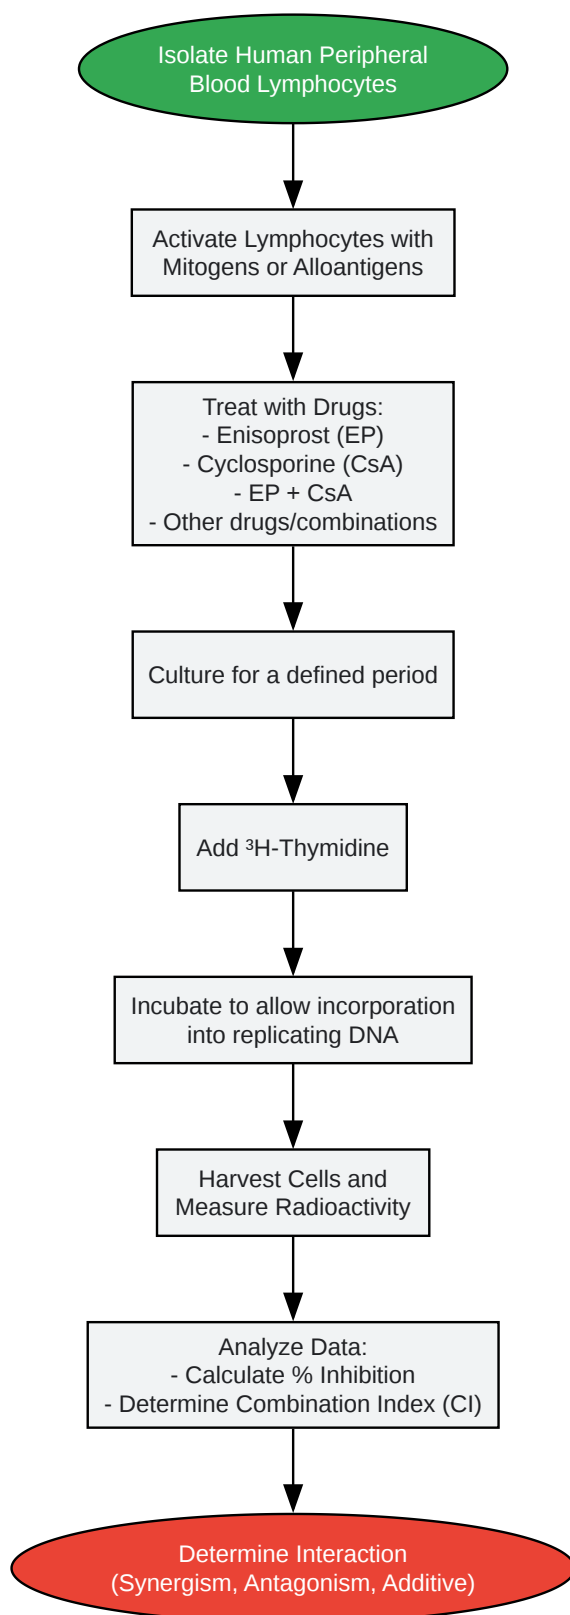 Isolate Human Peripheral
Blood Lymphocytes
Activate Lymphocytes with
Mitogens or Alloantigens
Treat with Drugs:
- Enisoprost (EP)
- Cyclosporine (CsA)
- EP + CsA
- Other drugs/combinations
Culture for a defined period
Add ³H-Thymidine
Incubate to allow incorporation
into replicating DNA
Harvest Cells and
Measure Radioactivity
Analyze Data:
- Calculate % Inhibition
- Determine Combination Index (CI)
Determine Interaction
(Synergism, Antagonism, Additive)